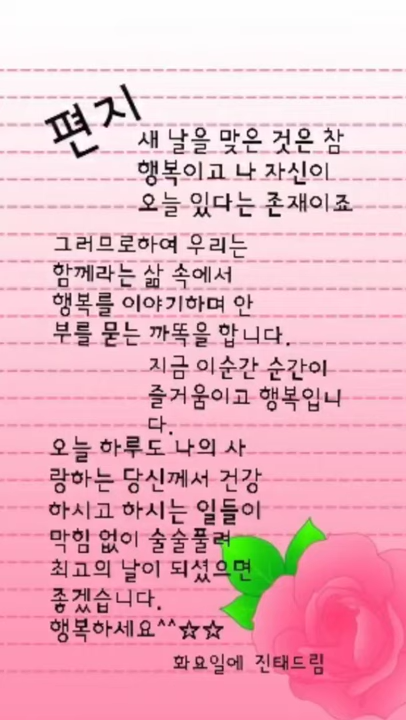 편지
새 날을 맞은 것은 참
행복이고 나 자신이
오늘 있다는 존재이죠
그러므로하여 우리는
함께라는 삶 속에서
행복를 이야기하며 안
부를 묻는 까똑을 합니다.
지금 이순간 순간이
즐거움이고 행복입니
다.
오늘 하루도 나의 사
랑하는 당신께서 건강
하시고 하시는 일들이
막힘 없이 술술풀려
최고의 날이 되셨으면
좋겠습니다.
행복하세요^^☆☆
화요일에 진태드림